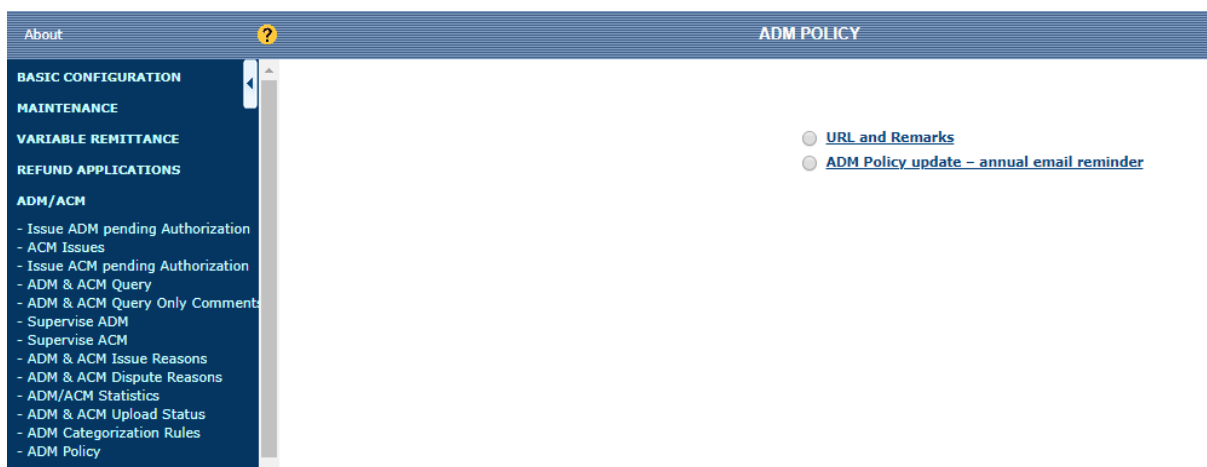 About
?
ADM POLICY
BASIC CONFIGURATION
MAINTENANCE
VARIABLE REMITTANCE
REFUND APPLICATIONS
ADM/ACM
- Issue ADM pending Authorization
- ACM Issues
- Issue ACM pending Authorization
- ADM & ACM Query
- ADM & ACM Query Only Comments
- Supervise ADM
- Supervise ACM
- ADM & ACM Issue Reasons
- ADM & ACM Dispute Reasons
- ADM/ACM Statistics
- ADM & ACM Upload Status
- ADM Categorization Rules
- ADM Policy
URL and Remarks
ADM Policy update – annual email reminder